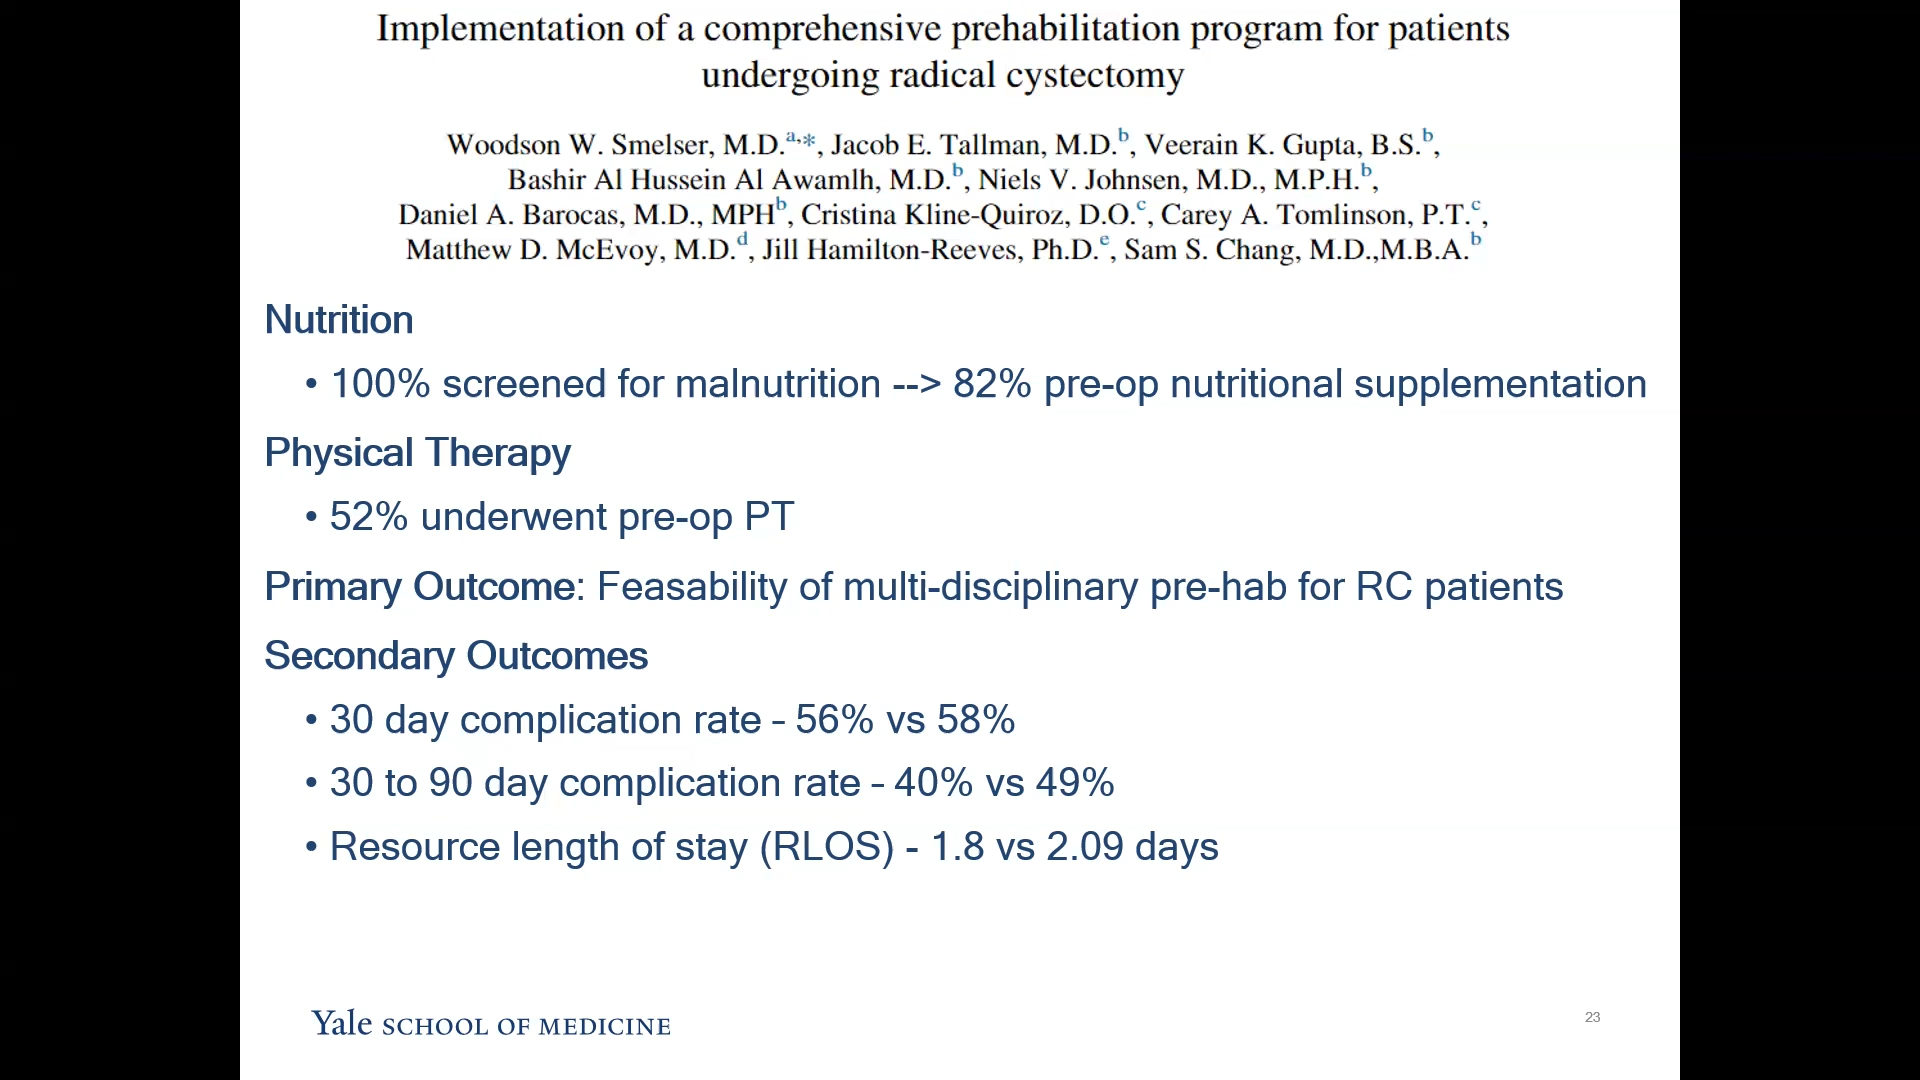 Implementation of a comprehensive prehabilitation program for patients
undergoing radical cystectomy
Woodson W. Smelser, M.D.a,*, Jacob E. Tallman, M.D.b, Veerain K. Gupta, B.S.b,
Bashir Al Hussein Al Awamlh, M.D.b, Niels V. Johnsen, M.D., M.P.H.b,
Daniel A. Barocas, M.D., MPHb, Cristina Kline-Quiroz, D.O.c, Carey A. Tomlinson, P.T.c,
Matthew D. McEvoy, M.D.d, Jill Hamilton-Reeves, Ph.D.e, Sam S. Chang, M.D.,M.B.A.b
Nutrition
• 100% screened for malnutrition --> 82% pre-op nutritional supplementation
Physical Therapy
• 52% underwent pre-op PT
Primary Outcome: Feasability of multi-disciplinary pre-hab for RC patients
Secondary Outcomes
• 30 day complication rate – 56% vs 58%
• 30 to 90 day complication rate – 40% vs 49%
• Resource length of stay (RLOS) - 1.8 vs 2.09 days
Yale SCHOOL OF MEDICINE
23